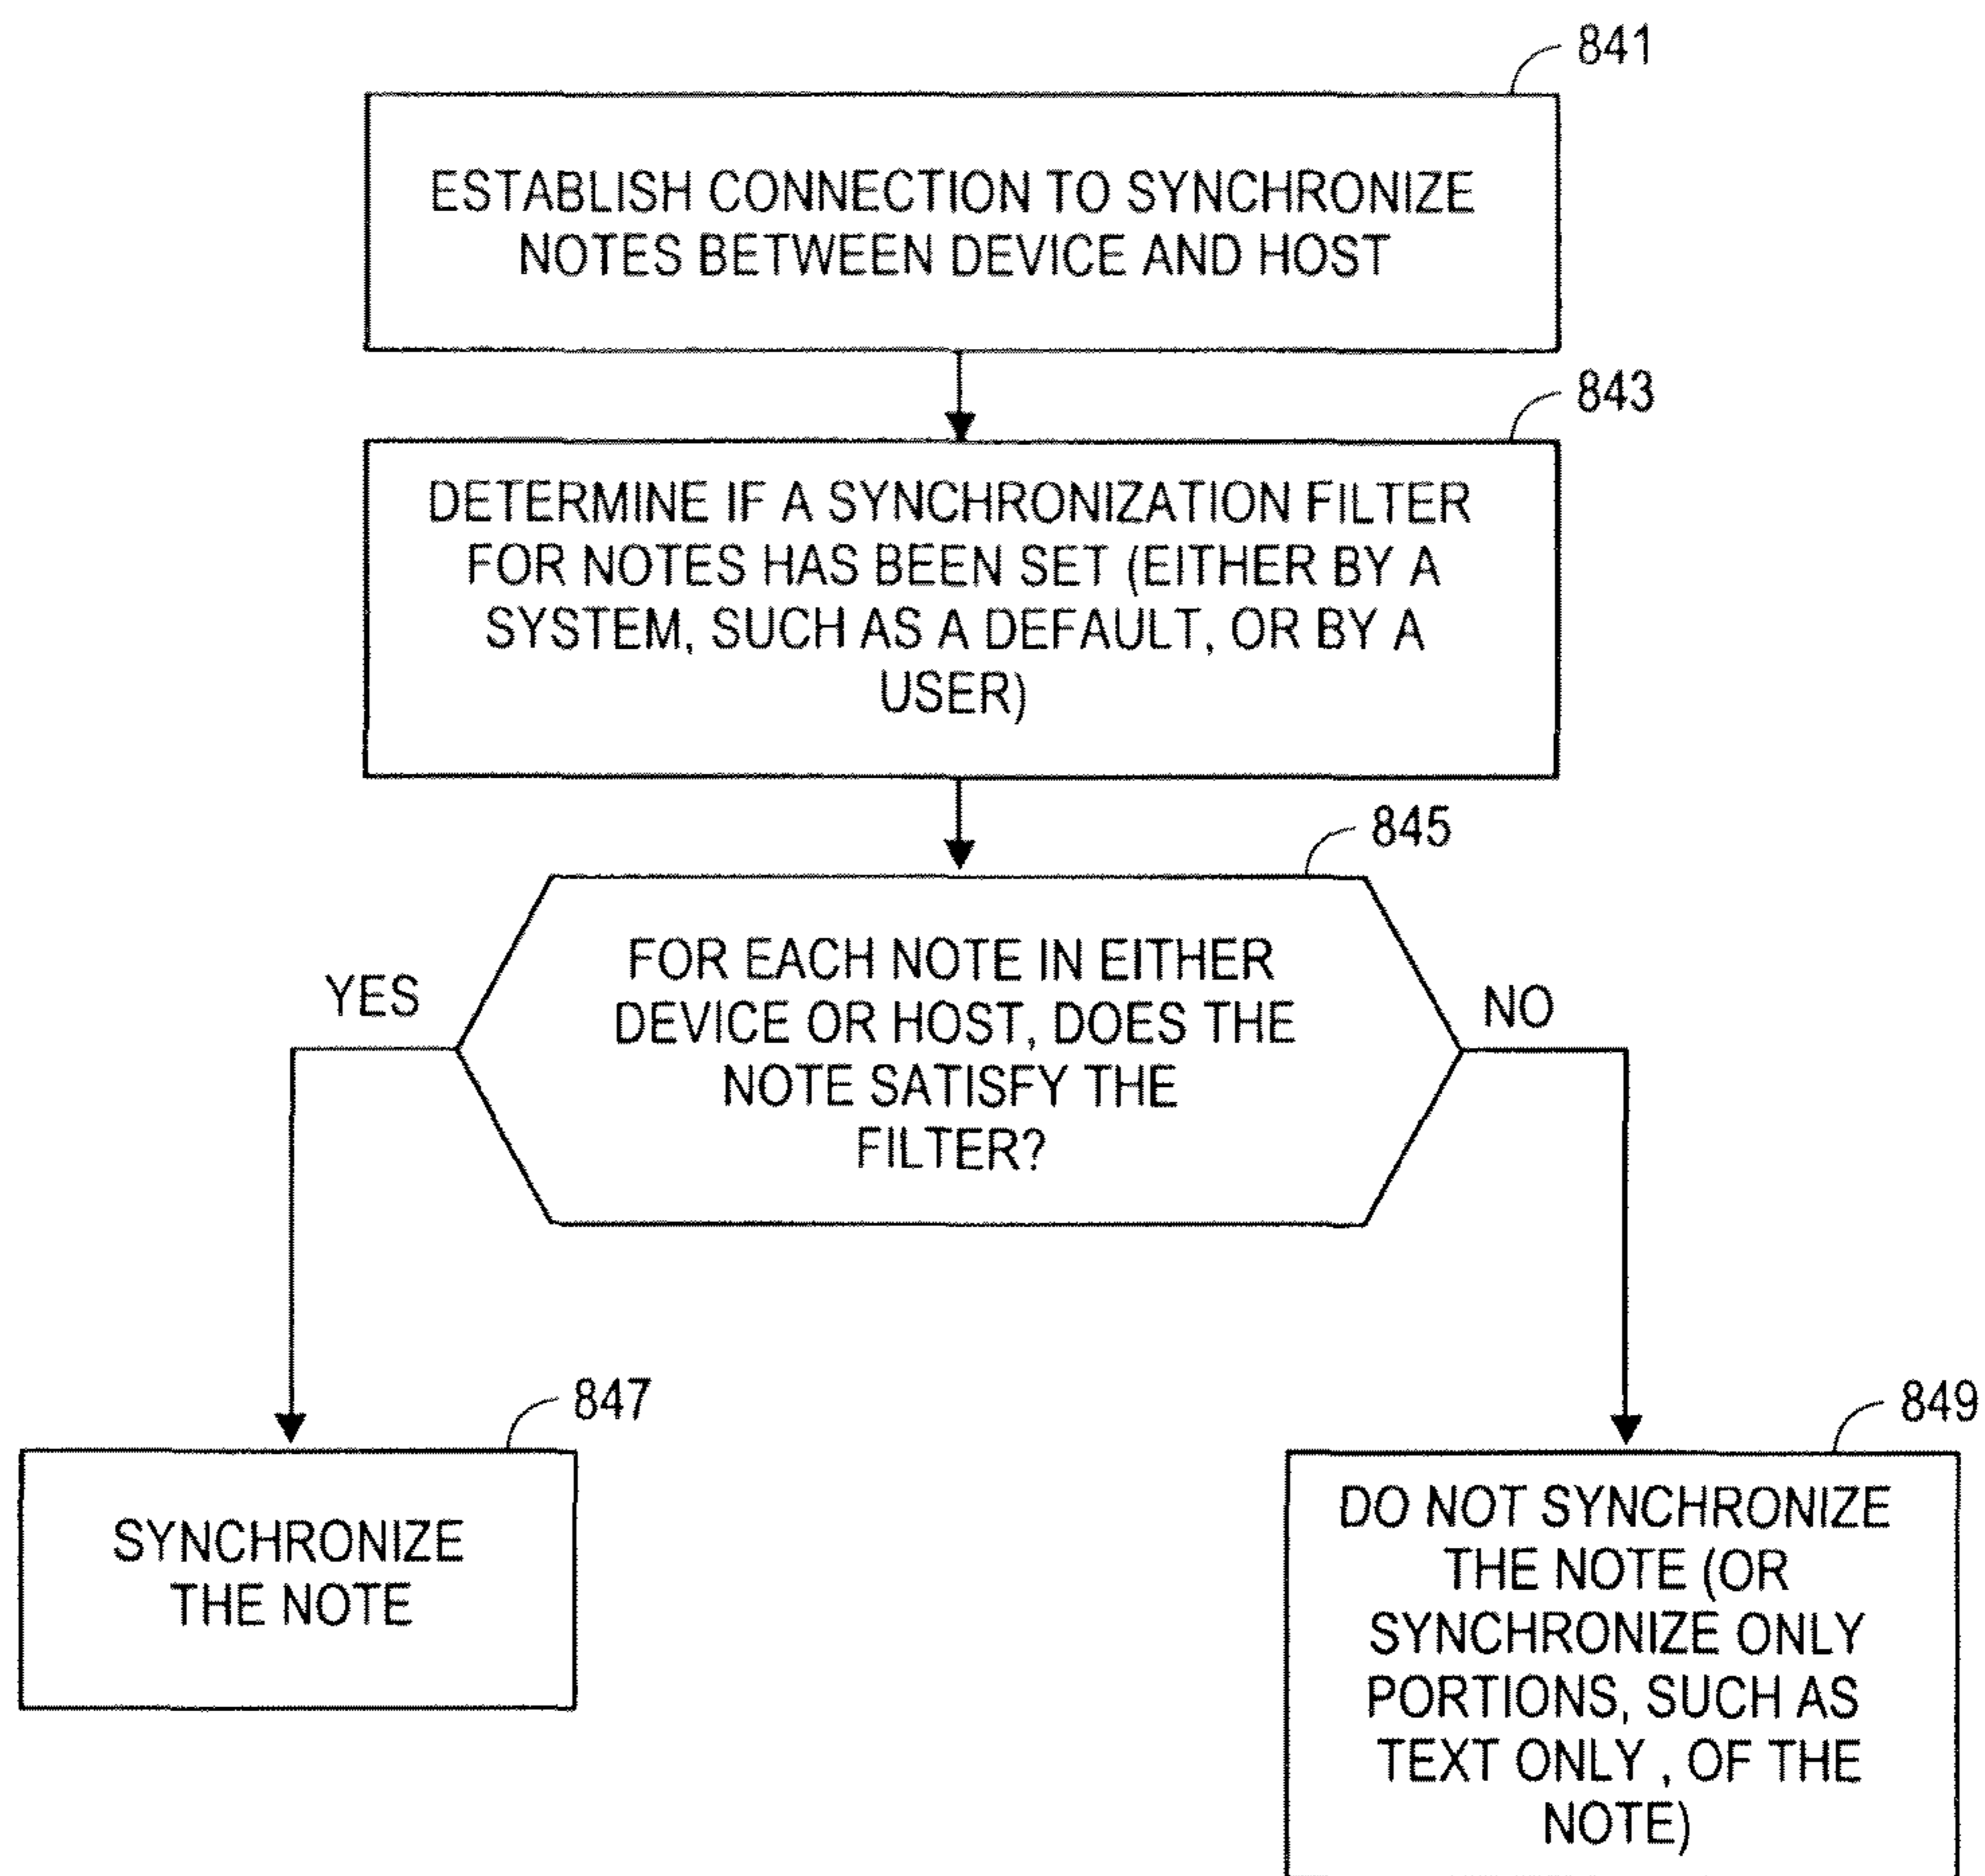 841
ESTABLISH CONNECTION TO SYNCHRONIZE
NOTES BETWEEN DEVICE AND HOST
843
DETERMINE IF A SYNCHRONIZATION FILTER
FOR NOTES HAS BEEN SET (EITHER BY A
SYSTEM, SUCH AS A DEFAULT, OR BY A
USER)
845
FOR EACH NOTE IN EITHER
DEVICE OR HOST, DOES THE
NOTE SATISFY THE
FILTER?
YES
NO
847
SYNCHRONIZE
THE NOTE
849
DO NOT SYNCHRONIZE
THE NOTE (OR
SYNCHRONIZE ONLY
PORTIONS, SUCH AS
TEXT ONLY , OF THE
NOTE)